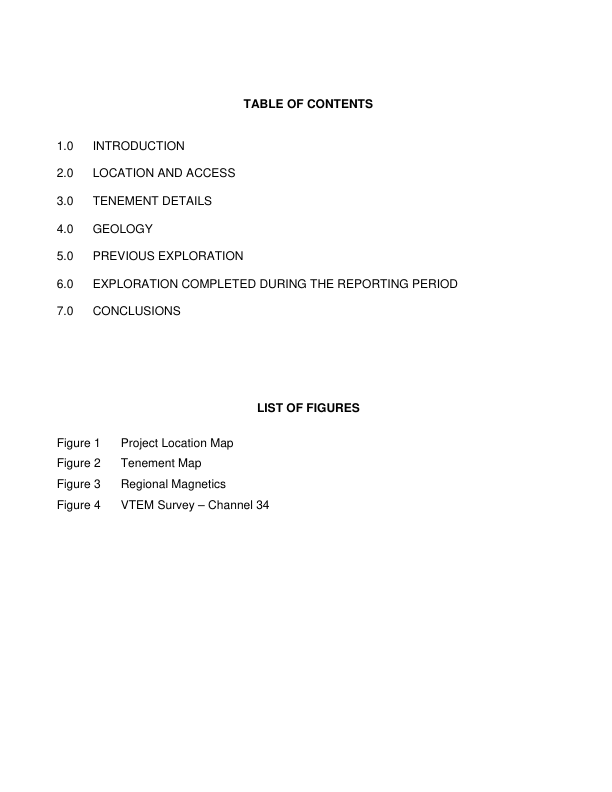 TABLE OF CONTENTS
1.0 INTRODUCTION
2.0 LOCATION AND ACCESS
3.0 TENEMENT DETAILS
4.0 GEOLOGY
5.0 PREVIOUS EXPLORATION
6.0 EXPLORATION COMPLETED DURING THE REPORTING PERIOD
7.0 CONCLUSIONS
LIST OF FIGURES
Figure 1 Project Location Map
Figure 2 Tenement Map
Figure 3 Regional Magnetics
Figure 4 VTEM Survey – Channel 34